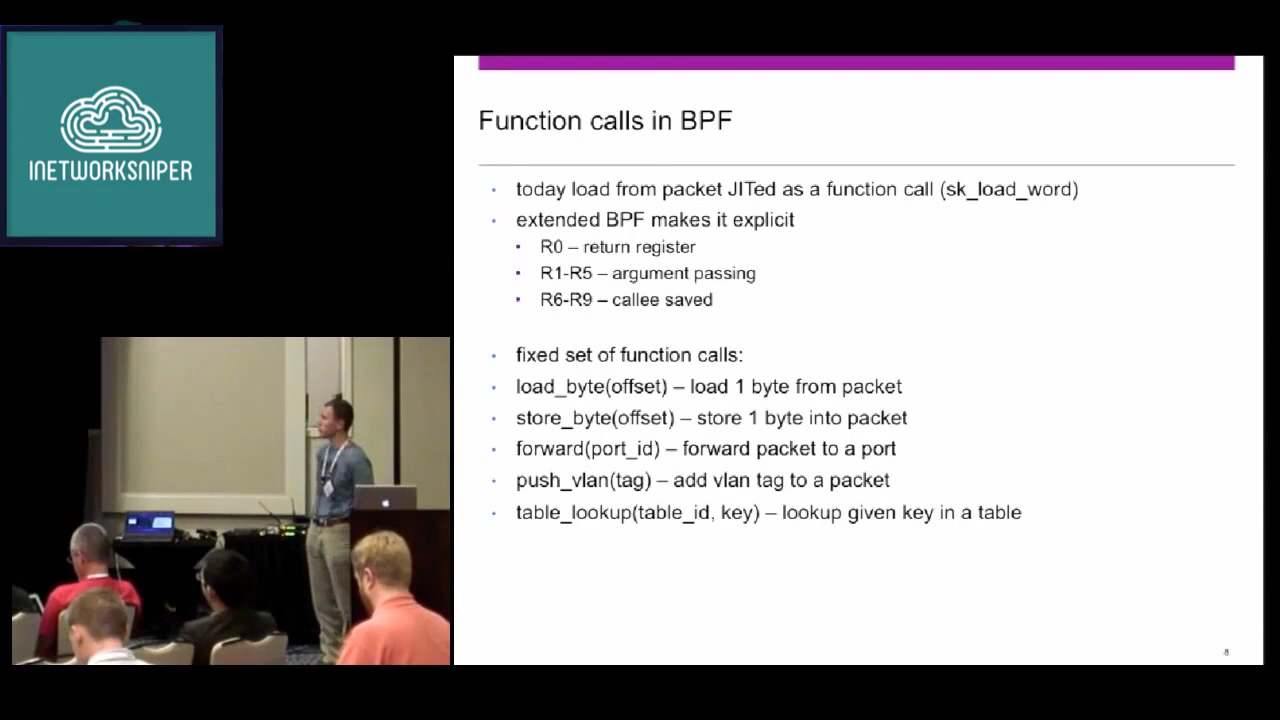 INETWORKSNIPER
Function calls in BPF
today load from packet JITed as a function call (sk_load_word)
extended BPF makes it explicit
R0 – return register
R1-R5 – argument passing
R6-R9 – callee saved
fixed set of function calls:
load_byte(offset) – load 1 byte from packet
store_byte(offset) – store 1 byte into packet
forward(port_id) – forward packet to a port
push_vlan(tag) – add vlan tag to a packet
table_lookup(table_id, key) – lookup given key in a table
8